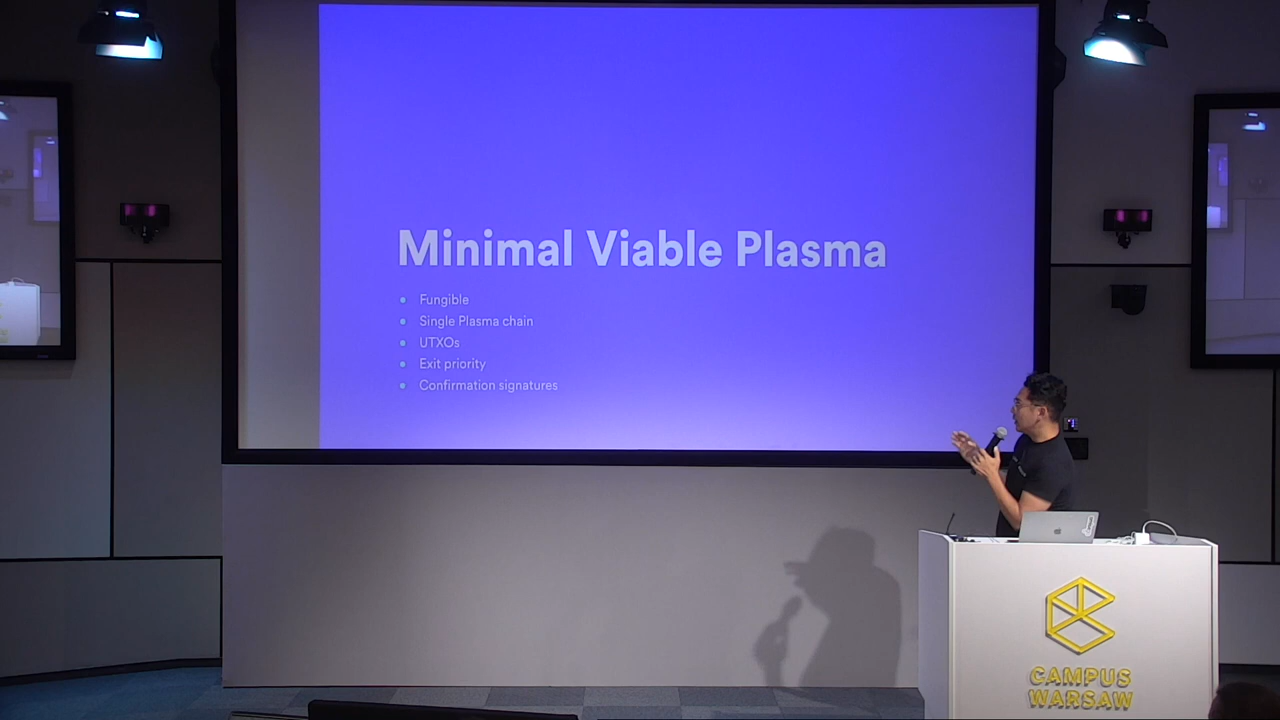 Minimal Viable Plasma
Fungible
Single Plasma chain
UTXOs
Exit priority
Confirmation signatures
CAMPUS
WARSAW